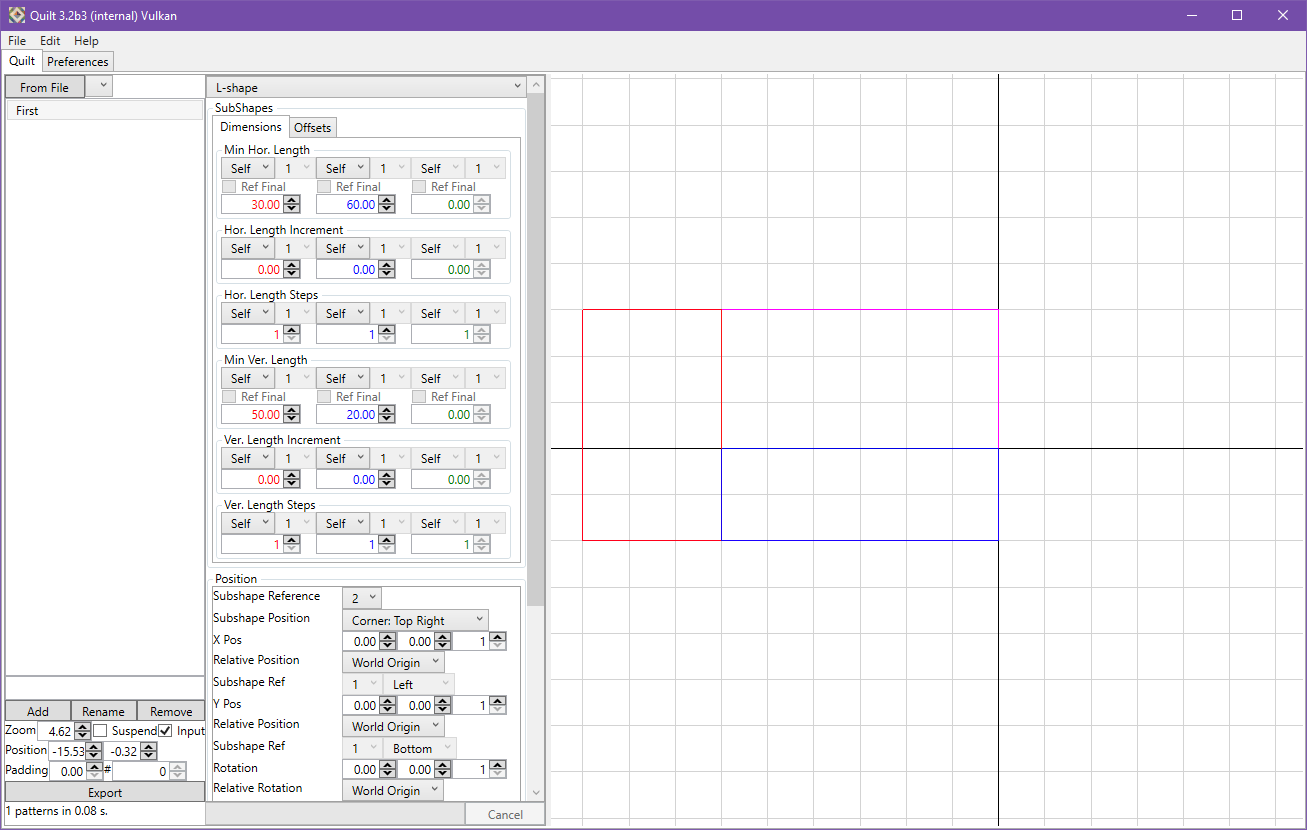 Quilt 3.2b3 (internal) Vulkan
File Edit Help
Quilt Preferences
From File
First
L-shape
SubShapes
Dimensions Offsets
Min Hor. Length
Self 1 Self 1 Self 1
Ref Final Ref Final Ref Final
30.00 60.00 0.00
Hor. Length Increment
Self 1 Self 1 Self 1
0.00 0.00 0.00
Hor. Length Steps
Self 1 Self 1 Self 1
1 1 1
Min Ver. Length
Self 1 Self 1 Self 1
Ref Final Ref Final Ref Final
50.00 20.00 0.00
Ver. Length Increment
Self 1 Self 1 Self 1
0.00 0.00 0.00
Ver. Length Steps
Self 1 Self 1 Self 1
1 1 1
Position
Subshape Reference 2
Subshape Position Corner: Top Right
X Pos 0.00 0.00 1
Relative Position World Origin
Subshape Ref 1 Left
Y Pos 0.00 0.00 1
Relative Position World Origin
Subshape Ref 1 Bottom
Rotation 0.00 0.00 1
Relative Rotation World Origin
Cancel
Add Rename Remove
Zoom 4.62 Suspend Input
Position -15.53 -0.32
Padding 0.00 # 0
Export
1 patterns in 0.08 s.